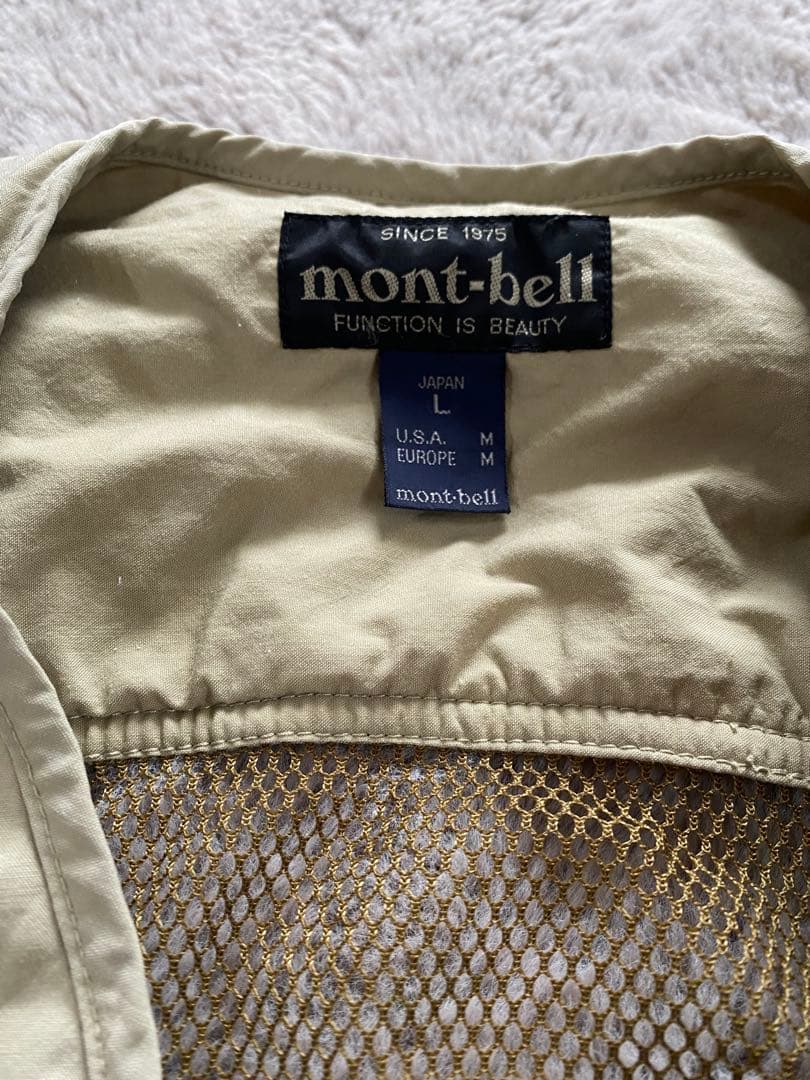 SINCE 1975
mont-bell
FUNCTION IS BEAUTY
JAPAN
L
U.S.A. M
EUROPE M
mont·bell